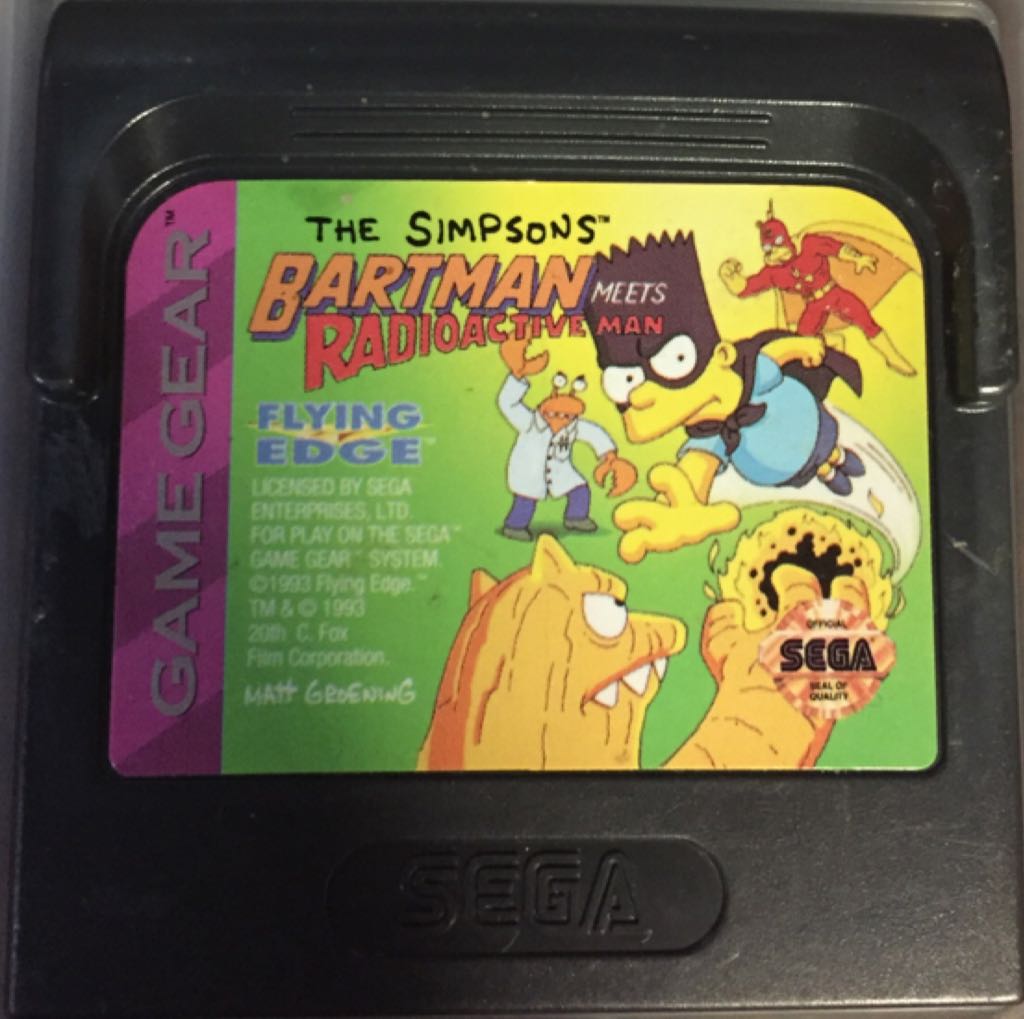 GAME GEAR™
THE SIMPSONS™
BARTMAN MEETS
RADIOACTIVE MAN
FLYING
EDGE™
LICENSED BY SEGA
ENTERPRISES, LTD.
FOR PLAY ON THE SEGA™
GAME GEAR™ SYSTEM.
©1993 Flying Edge.™
TM & © 1993
20th C. Fox
Film Corporation.
MATT GROENING
OFFICIAL
SEGA
SEAL OF
QUALITY
SEGA